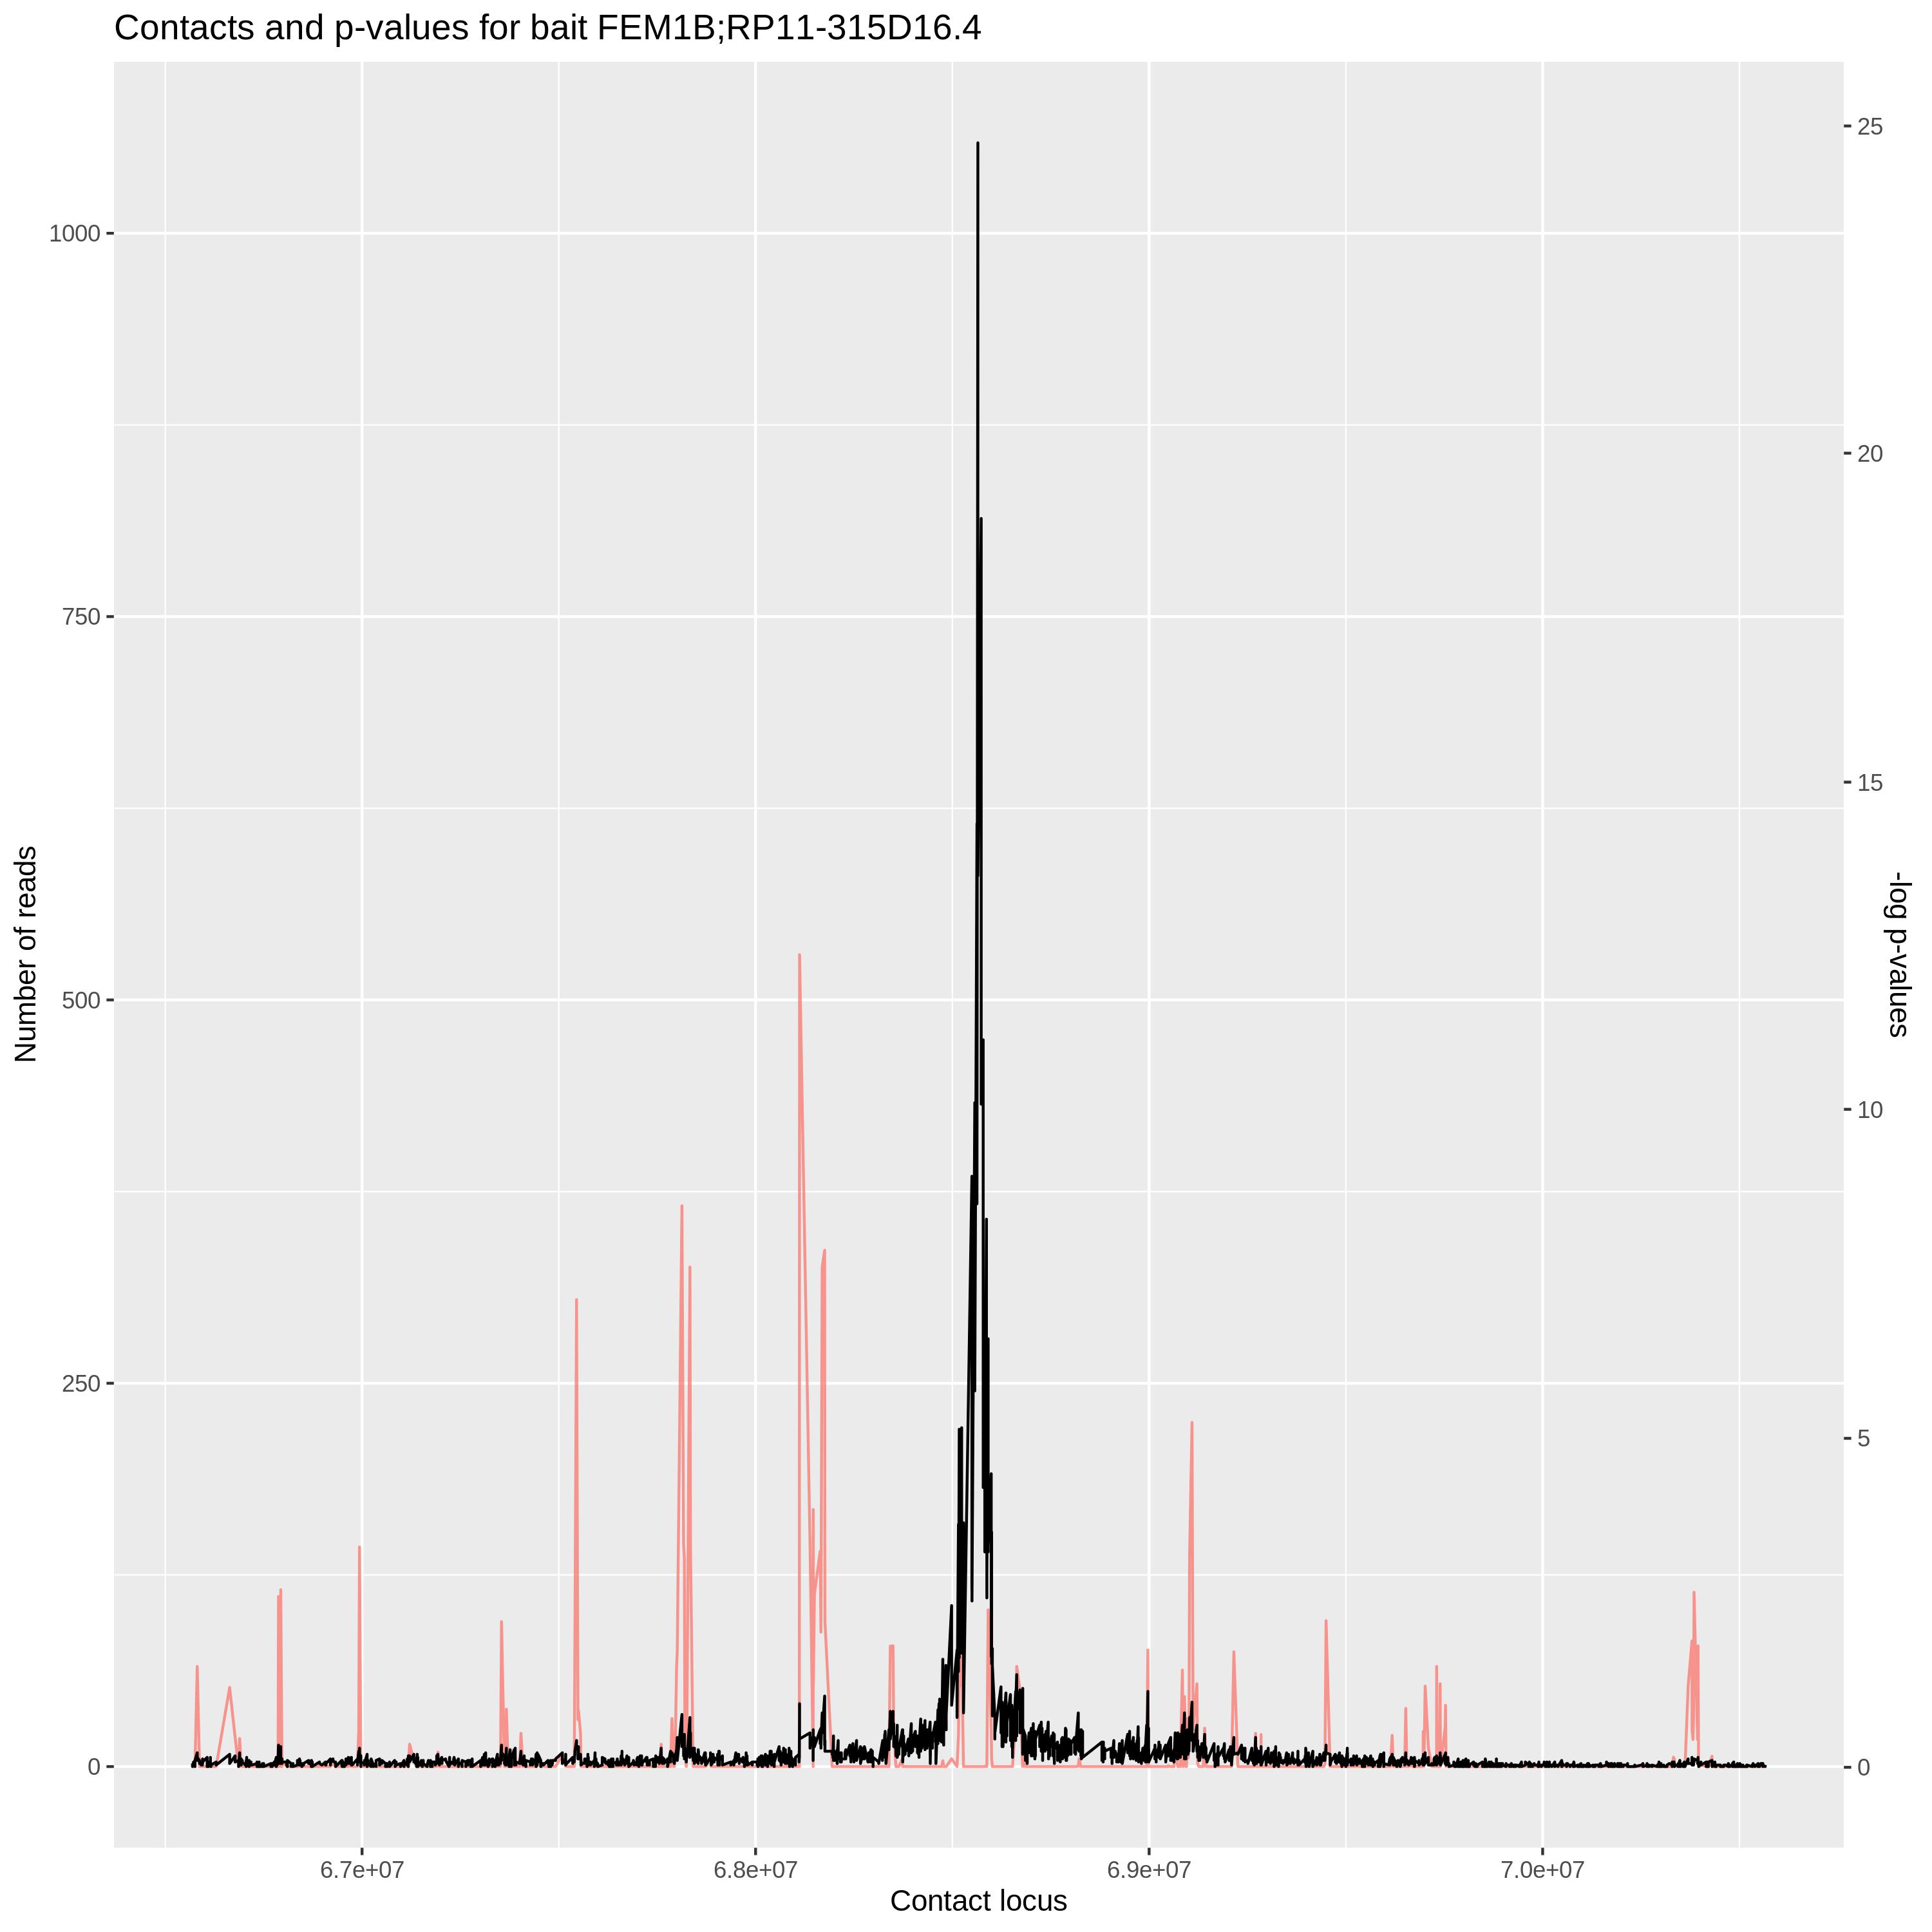 Contacts and p-values for bait FEM1B;RP11-315D16.4
Number of reads
1000
750
500
250
0
25
20
15
10
5
0
-log p-values
6.7e+07
6.8e+07
6.9e+07
7.0e+07
Contact locus